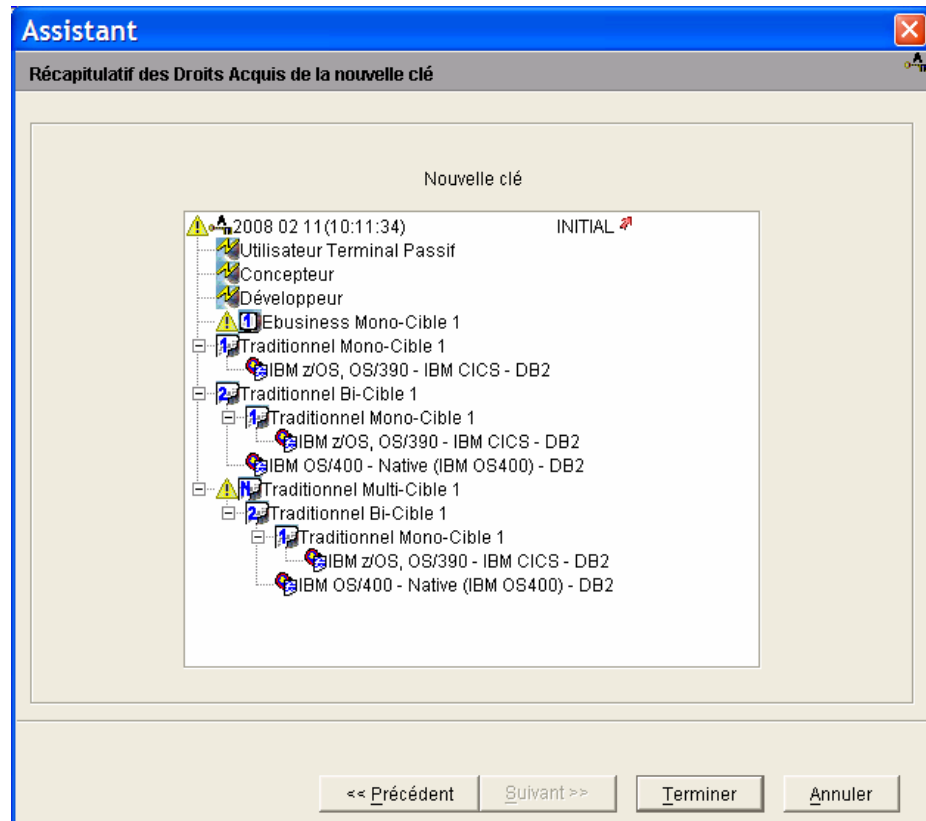 Assistant
Récapitulatif des Droits Acquis de la nouvelle clé
Nouvelle clé
2008 02 11(10:11:34) INITIAL
Utilisateur Terminal Passif
Concepteur
Développeur
1 Ebusiness Mono-Cible 1
1 Traditionnel Mono-Cible 1
IBM z/OS, OS/390 - IBM CICS - DB2
2 Traditionnel Bi-Cible 1
1 Traditionnel Mono-Cible 1
IBM z/OS, OS/390 - IBM CICS - DB2
IBM OS/400 - Native (IBM OS400) - DB2
N Traditionnel Multi-Cible 1
2 Traditionnel Bi-Cible 1
1 Traditionnel Mono-Cible 1
IBM z/OS, OS/390 - IBM CICS - DB2
IBM OS/400 - Native (IBM OS400) - DB2
<< Précédent Suivant >> Terminer Annuler